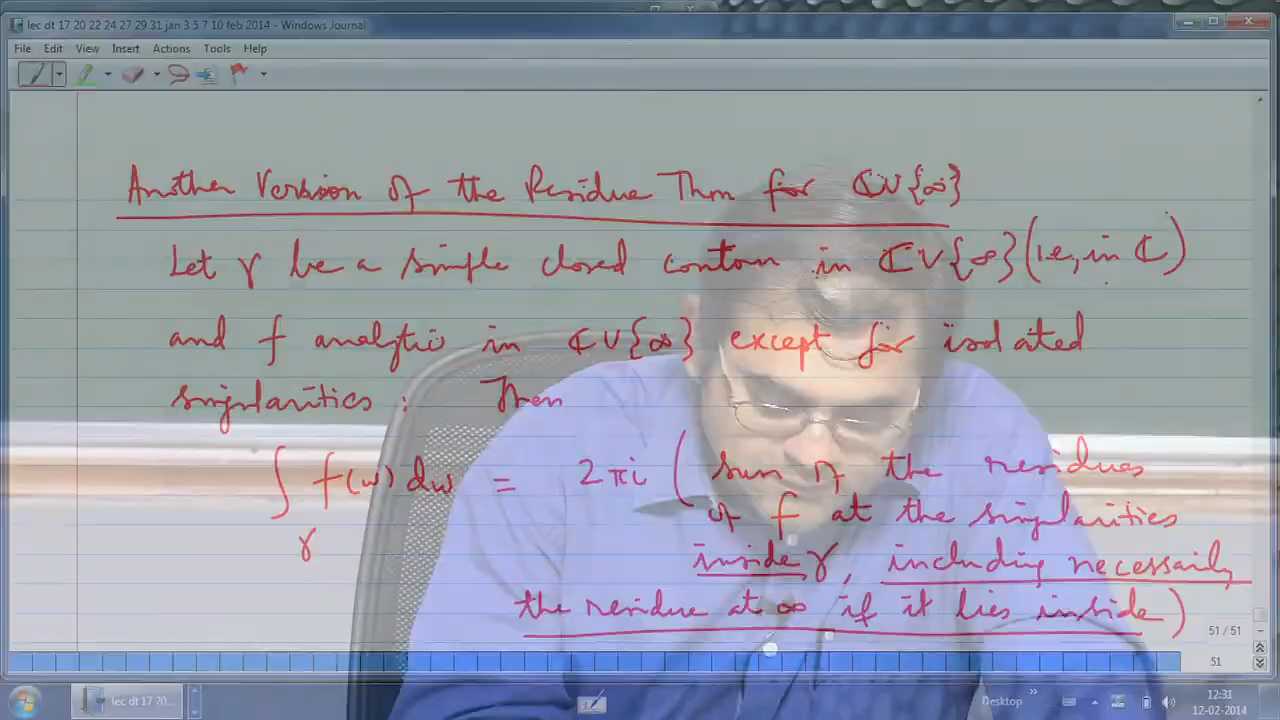 lec dt 17 20 22 24 27 29 31 jan 3 5 7 10 feb 2014 - Windows Journal
File Edit View Insert Actions Tools Help
Another Version of the Residue Thm for ℂ∪{∞}
Let γ be a simple closed contour in ℂ∪{∞} (i.e., in ℂ)
and f analytic in ℂ∪{∞} except for isolated
singularities. Then
∫γ f(w) dw = 2πi ( sum of the residues
of f at the singularities
inside γ, including necessarily
the residue at ∞ if it lies inside )
51 / 51
51
lec dt 17 20...
Desktop
12:31
12-02-2014